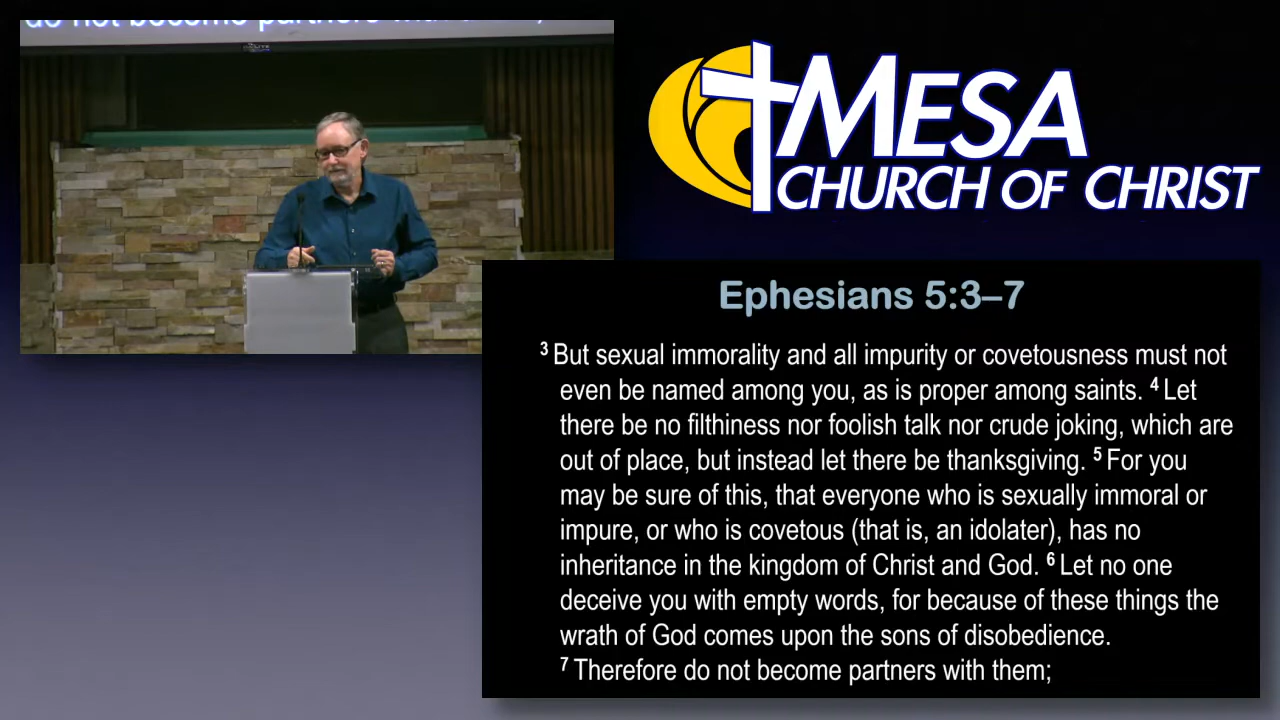 do not become partners with them;
MESA
CHURCH OF CHRIST
Ephesians 5:3–7
3 But sexual immorality and all impurity or covetousness must not
even be named among you, as is proper among saints. 4 Let
there be no filthiness nor foolish talk nor crude joking, which are
out of place, but instead let there be thanksgiving. 5 For you
may be sure of this, that everyone who is sexually immoral or
impure, or who is covetous (that is, an idolater), has no
inheritance in the kingdom of Christ and God. 6 Let no one
deceive you with empty words, for because of these things the
wrath of God comes upon the sons of disobedience.
7 Therefore do not become partners with them;